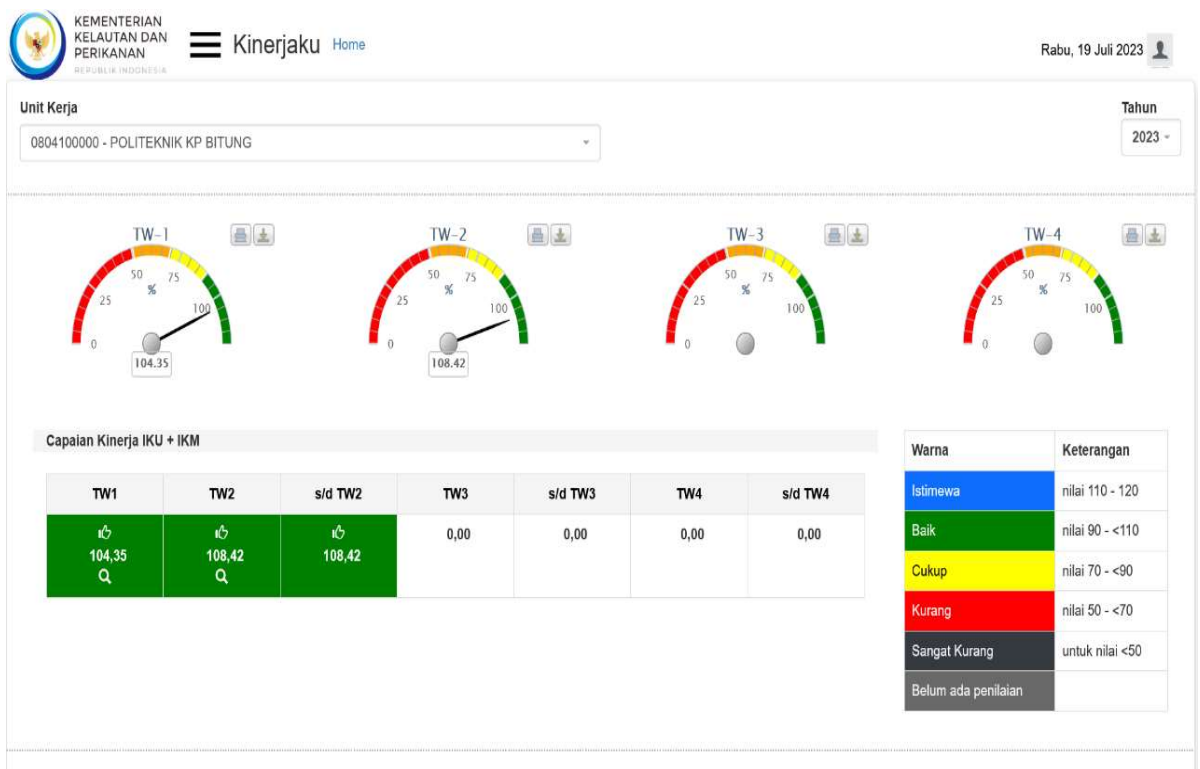 KEMENTERIAN
KELAUTAN DAN
PERIKANAN
REPUBLIK INDONESIA
Kinerjaku Home
Rabu, 19 Juli 2023
Unit Kerja
Tahun
0804100000 - POLITEKNIK KP BITUNG
2023
TW-1
0 25 50 75 100
%
104.35
TW-2
0 25 50 75 100
%
108.42
TW-3
0 25 50 75 100
%
TW-4
0 25 50 75 100
%
Capaian Kinerja IKU + IKM
TW1 TW2 s/d TW2 TW3 s/d TW3 TW4 s/d TW4
104,35 108,42 108,42 0,00 0,00 0,00 0,00
Warna Keterangan
Istimewa nilai 110 - 120
Baik nilai 90 - <110
Cukup nilai 70 - <90
Kurang nilai 50 - <70
Sangat Kurang untuk nilai <50
Belum ada penilaian